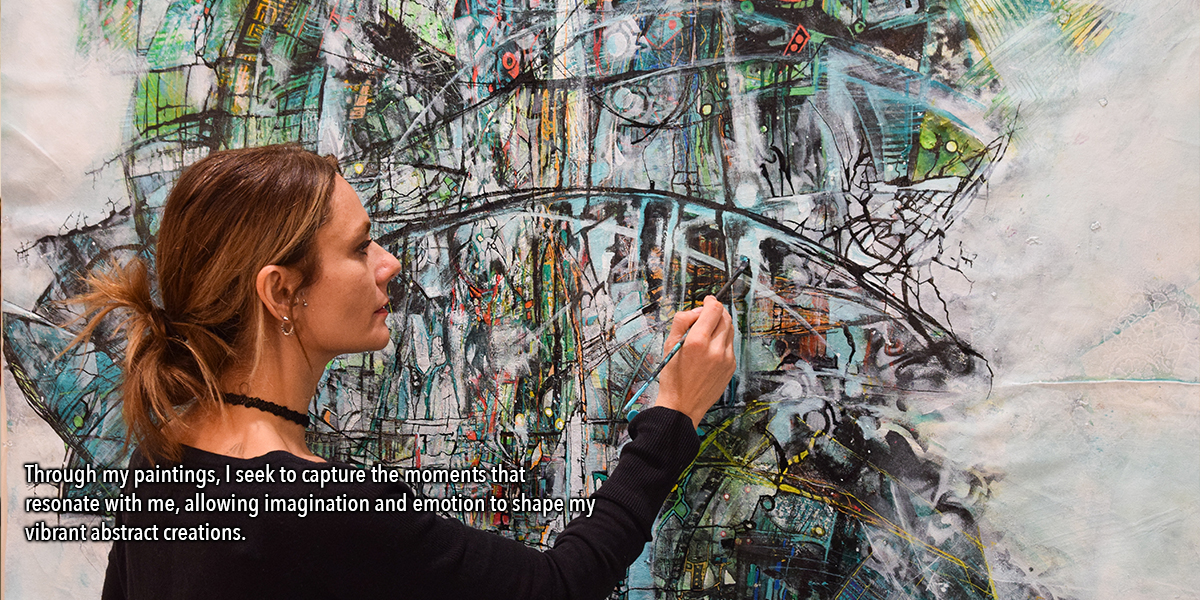 Through my paintings, I seek to capture the moments that
resonate with me, allowing imagination and emotion to shape my
vibrant abstract creations.